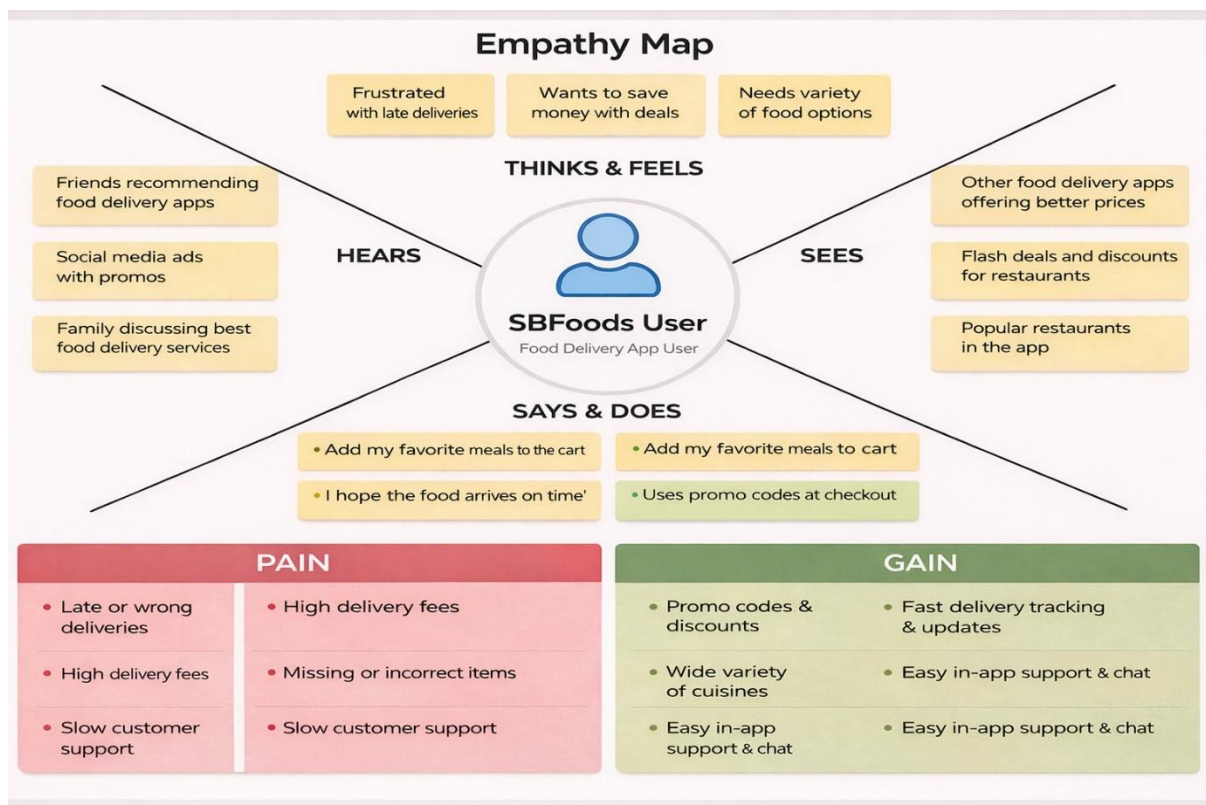 Empathy Map
Frustrated
with late deliveries
Wants to save
money with deals
Needs variety
of food options
THINKS & FEELS
Friends recommending
food delivery apps
Social media ads
with promos
Family discussing best
food delivery services
HEARS
SEES
Other food delivery apps
offering better prices
Flash deals and discounts
for restaurants
Popular restaurants
in the app
SBFoods User
Food Delivery App User
SAYS & DOES
• Add my favorite meals to the cart
• Add my favorite meals to cart
• I hope the food arrives on time'
• Uses promo codes at checkout
PAIN
• Late or wrong
deliveries
• High delivery fees
• High delivery fees
• Missing or incorrect items
• Slow customer
support
• Slow customer support
GAIN
• Promo codes &
discounts
• Fast delivery tracking
& updates
• Wide variety
of cuisines
• Easy in-app support & chat
• Easy in-app
support & chat
• Easy in-app support & chat